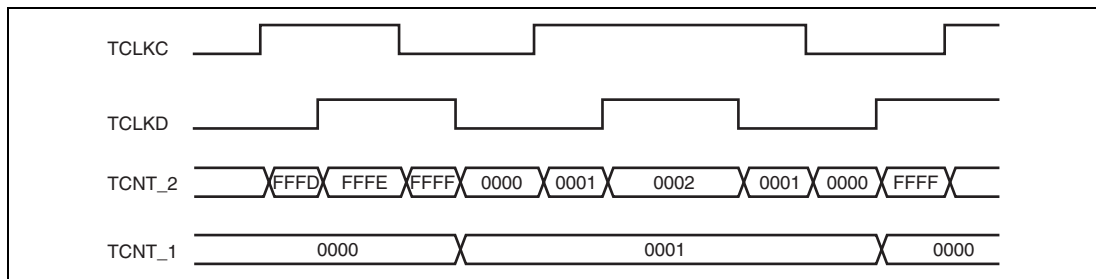 TCLKC
TCLKD
TCNT_2 FFFD FFFE FFFF 0000 0001 0002 0001 0000 FFFF
TCNT_1 0000 0001 0000